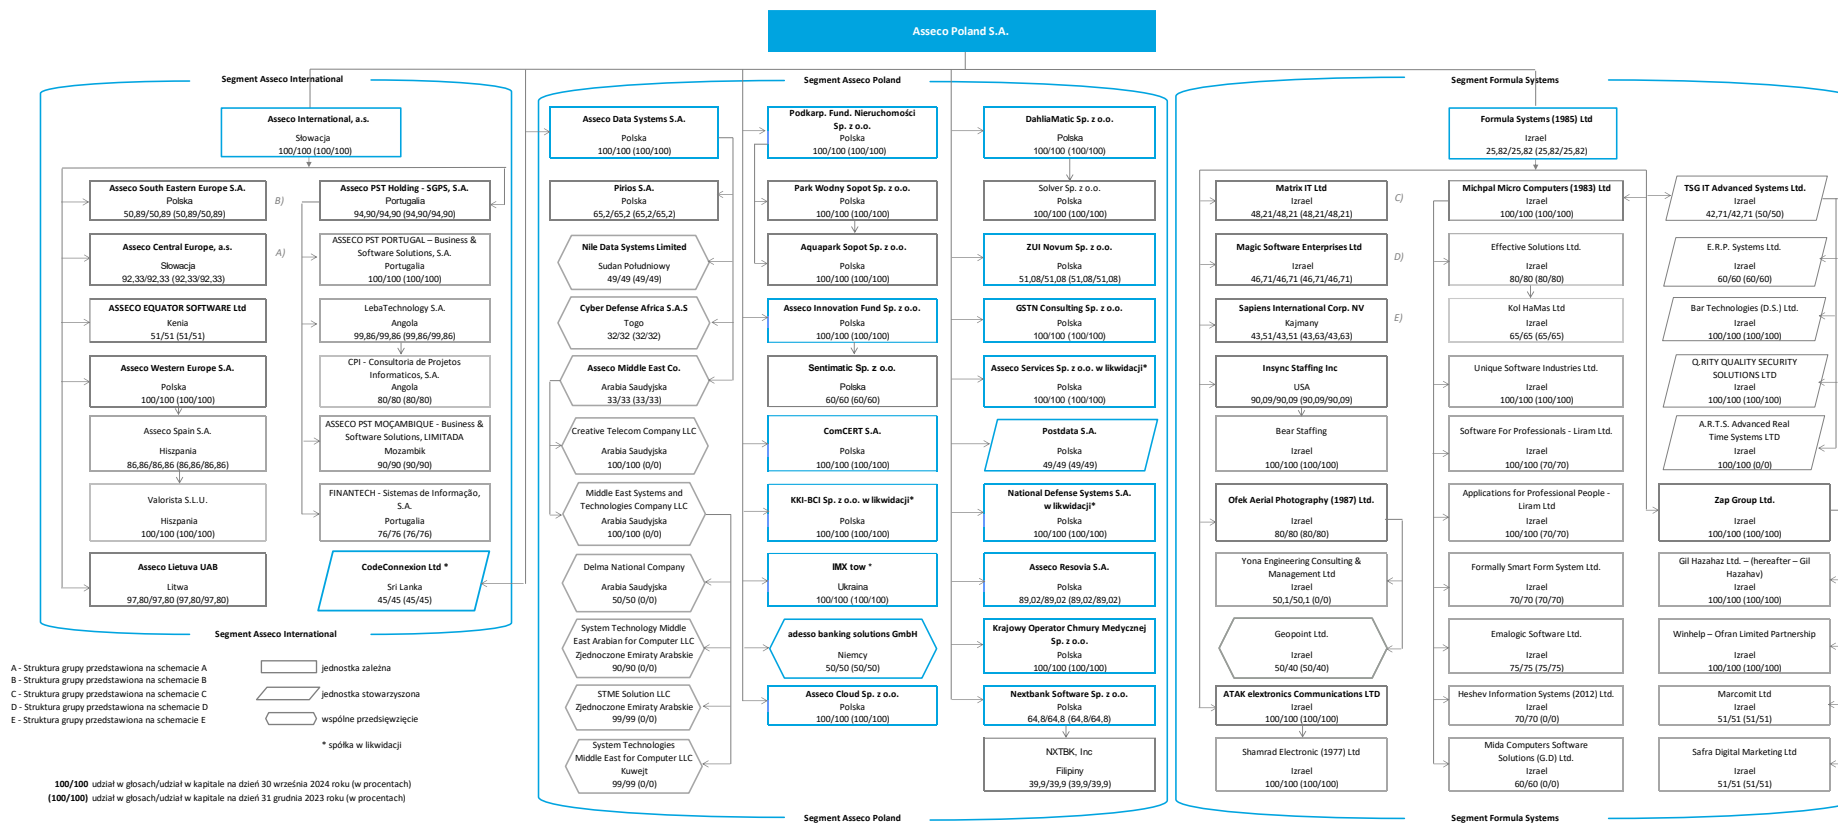 Asseco Poland S.A.
Segment Asseco International
Asseco International, a.s.
Słowacja
100/100 (100/100)
Asseco South Eastern Europe S.A.
Polska
50,89/50,89 (50,89/50,89)
B)
Asseco Central Europe, a.s.
Słowacja
92,33/92,33 (92,33/92,33)
A)
ASSECO EQUATOR SOFTWARE Ltd
Kenia
51/51 (51/51)
Asseco Western Europe S.A.
Polska
100/100 (100/100)
Asseco Spain S.A.
Hiszpania
86,86/86,86 (86,86/86,86)
Valorista S.L.U.
Hiszpania
100/100 (100/100)
Asseco Lietuva UAB
Litwa
97,80/97,80 (97,80/97,80)
Asseco PST Holding - SGPS, S.A.
Portugalia
94,90/94,90 (94,90/94,90)
ASSECO PST PORTUGAL – Business &
Software Solutions, S.A.
Portugalia
100/100 (100/100)
LebaTechnology S.A.
Angola
99,86/99,86 (99,86/99,86)
CPI - Consultoria de Projetos
Informaticos, S.A.
Angola
80/80 (80/80)
ASSECO PST MOÇAMBIQUE - Business &
Software Solutions, LIMITADA
Mozambik
90/90 (90/90)
FINANTECH - Sistemas de Informação,
S.A.
Portugalia
76/76 (76/76)
CodeConnexion Ltd *
Sri Lanka
45/45 (45/45)
Segment Asseco International
A - Struktura grupy przedstawiona na schemacie A
B - Struktura grupy przedstawiona na schemacie B
C - Struktura grupy przedstawiona na schemacie C
D - Struktura grupy przedstawiona na schemacie D
E - Struktura grupy przedstawiona na schemacie E
jednostka zależna
jednostka stowarzyszona
wspólne przedsięwzięcie
* spółka w likwidacji
100/100 udział w głosach/udział w kapitale na dzień 30 września 2024 roku (w procentach)
(100/100) udział w głosach/udział w kapitale na dzień 31 grudnia 2023 roku (w procentach)
Segment Asseco Poland
Asseco Data Systems S.A.
Polska
100/100 (100/100)
Pirios S.A.
Polska
65,2/65,2 (65,2/65,2)
Nile Data Systems Limited
Sudan Południowy
49/49 (49/49)
Cyber Defense Africa S.A.S
Togo
32/32 (32/32)
Asseco Middle East Co.
Arabia Saudyjska
33/33 (33/33)
Creative Telecom Company LLC
Arabia Saudyjska
100/100 (0/0)
Middle East Systems and
Technologies Company LLC
Arabia Saudyjska
100/100 (0/0)
Delma National Company
Arabia Saudyjska
50/50 (0/0)
System Technology Middle
East Arabian for Computer LLC
Zjednoczone Emiraty Arabskie
90/90 (0/0)
STME Solution LLC
Zjednoczone Emiraty Arabskie
99/99 (0/0)
System Technologies
Middle East for Computer LLC
Kuwejt
99/99 (0/0)
Podkarp. Fund. Nieruchomości
Sp. z o.o.
Polska
100/100 (100/100)
Park Wodny Sopot Sp. z o.o.
Polska
100/100 (100/100)
Aquapark Sopot Sp. z o.o.
Polska
100/100 (100/100)
Asseco Innovation Fund Sp. z o.o.
Polska
100/100 (100/100)
Sentimatic Sp. z o.o.
Polska
60/60 (60/60)
ComCERT S.A.
Polska
100/100 (100/100)
KKI-BCI Sp. z o.o. w likwidacji*
Polska
100/100 (100/100)
IMX tow *
Ukraina
100/100 (100/100)
adesso banking solutions GmbH
Niemcy
50/50 (50/50)
Asseco Cloud Sp. z o.o.
Polska
100/100 (100/100)
DahliaMatic Sp. z o.o.
Polska
100/100 (100/100)
Solver Sp. z o.o.
Polska
100/100 (100/100)
ZUI Novum Sp. z o.o.
Polska
51,08/51,08 (51,08/51,08)
GSTN Consulting Sp. z o.o.
Polska
100/100 (100/100)
Asseco Services Sp. z o.o. w likwidacji*
Polska
100/100 (100/100)
Postdata S.A.
Polska
49/49 (49/49)
National Defense Systems S.A.
w likwidacji*
Polska
100/100 (100/100)
Asseco Resovia S.A.
Polska
89,02/89,02 (89,02/89,02)
Krajowy Operator Chmury Medycznej
Sp. z o.o.
Polska
100/100 (100/100)
Nextbank Software Sp. z o.o.
Polska
64,8/64,8 (64,8/64,8)
NXTBK, Inc
Filipiny
39,9/39,9 (39,9/39,9)
Segment Asseco Poland
Segment Formula Systems
Formula Systems (1985) Ltd
Izrael
25,82/25,82 (25,82/25,82)
Matrix IT Ltd
Izrael
48,21/48,21 (48,21/48,21)
C)
Magic Software Enterprises Ltd
Izrael
46,71/46,71 (46,71/46,71)
D)
Sapiens International Corp. NV
Kajmany
43,51/43,51 (43,63/43,63)
E)
Insync Staffing Inc
USA
90,09/90,09 (90,09/90,09)
Bear Staffing
Izrael
100/100 (100/100)
Ofek Aerial Photography (1987) Ltd.
Izrael
80/80 (80/80)
Yona Engineering Consulting &
Management Ltd
Izrael
50,1/50,1 (0/0)
Geopoint Ltd.
Izrael
50/40 (50/40)
ATAK elextronics Communications LTD
Izrael
100/100 (100/100)
Shamrad Electronic (1977) Ltd
Izrael
100/100 (100/100)
Michpal Micro Computers (1983) Ltd
Izrael
100/100 (100/100)
Effective Solutions Ltd.
Izrael
80/80 (80/80)
Kol HaMas Ltd
Izrael
65/65 (65/65)
Unique Software Industries Ltd.
Izrael
100/100 (100/100)
Software For Professionals - Liram Ltd.
Izrael
100/100 (70/70)
Applications for Professional People -
Liram Ltd
Izrael
100/100 (70/70)
Formally Smart Form System Ltd.
Izrael
70/70 (70/70)
Emalogic Software Ltd.
Izrael
75/75 (75/75)
Heshev Information Systems (2012) Ltd.
Izrael
70/70 (0/0)
Mida Computers Software
Solutions (G.D) Ltd.
Izrael
60/60 (0/0)
TSG IT Advanced Systems Ltd.
Izrael
42,71/42,71 (50/50)
E.R.P. Systems Ltd.
Izrael
60/60 (60/60)
Bar Technologies (D.S.) Ltd.
Izrael
100/100 (100/100)
Q.RITY QUALITY SECURITY
SOLUTIONS LTD
Izrael
100/100 (100/100)
A.R.T.S. Advanced Real
Time Systems LTD
Izrael
100/100 (0/0)
Zap Group Ltd.
Izrael
100/100 (100/100)
Gil Hazahaz Ltd. – (hereafter – Gil
Hazahav)
Izrael
100/100 (100/100)
Winhelp – Ofran Limited Partnership
Izrael
100/100 (100/100)
Marcomit Ltd
Izrael
51/51 (51/51)
Safra Digital Marketing Ltd
Izrael
51/51 (51/51)
Segment Formula Systems